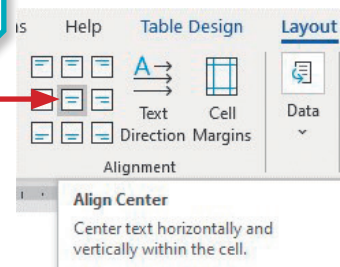 Help Table Design Layout
Text Cell Data
Direction Margins
Alignment
Align Center
Center text horizontally and
vertically within the cell.